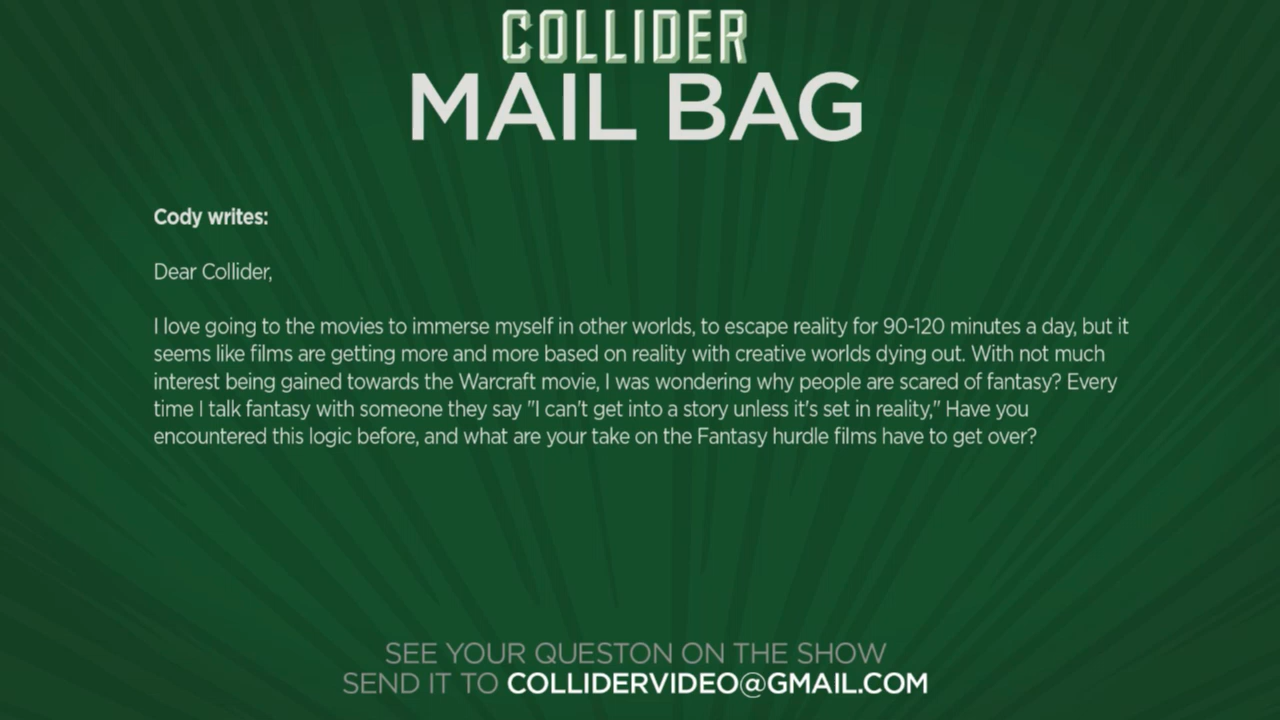 COLLIDER
MAIL BAG
Cody writes:
Dear Collider,
I love going to the movies to immerse myself in other worlds, to escape reality for 90-120 minutes a day, but it
seems like films are getting more and more based on reality with creative worlds dying out. With not much
interest being gained towards the Warcraft movie, I was wondering why people are scared of fantasy? Every
time I talk fantasy with someone they say "I can't get into a story unless it's set in reality," Have you
encountered this logic before, and what are your take on the Fantasy hurdle films have to get over?
SEE YOUR QUESTON ON THE SHOW
SEND IT TO COLLIDERVIDEO@GMAIL.COM